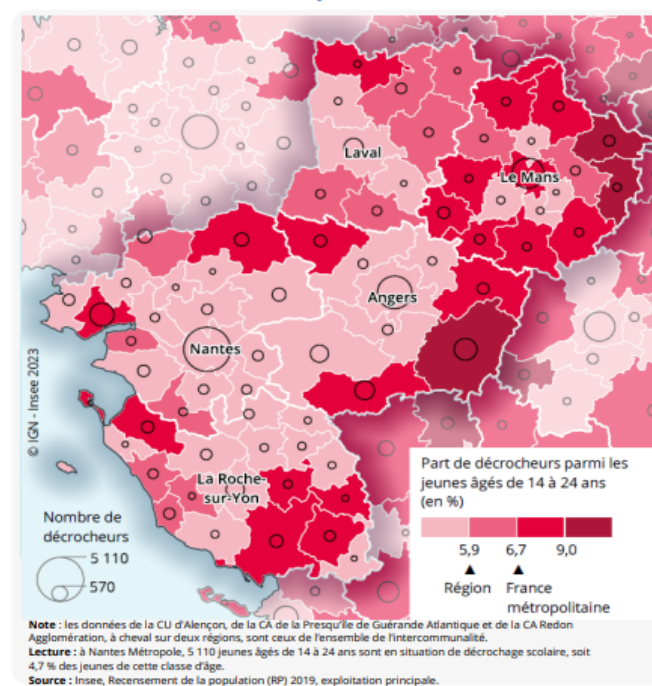 Laval
Le Mans
Angers
Nantes
La Roche-
sur-Yon
© IGN - Insee 2023
Nombre de
décrocheurs
5 110
570
Part de décrocheurs parmi les
jeunes âgés de 14 à 24 ans
(en %)
5,9 6,7 9,0
▲ ▲
Région France
métropolitaine
Note : les données de la CU d'Alençon, de la CA de la Presqu'île de Guérande Atlantique et de la CA Redon
Agglomération, à cheval sur deux régions, sont ceux de l'ensemble de l'intercommunalité.
Lecture : à Nantes Métropole, 5 110 jeunes âgés de 14 à 24 ans sont en situation de décrochage scolaire, soit
4,7 % des jeunes de cette classe d'âge.
Source : Insee, Recensement de la population (RP) 2019, exploitation principale.